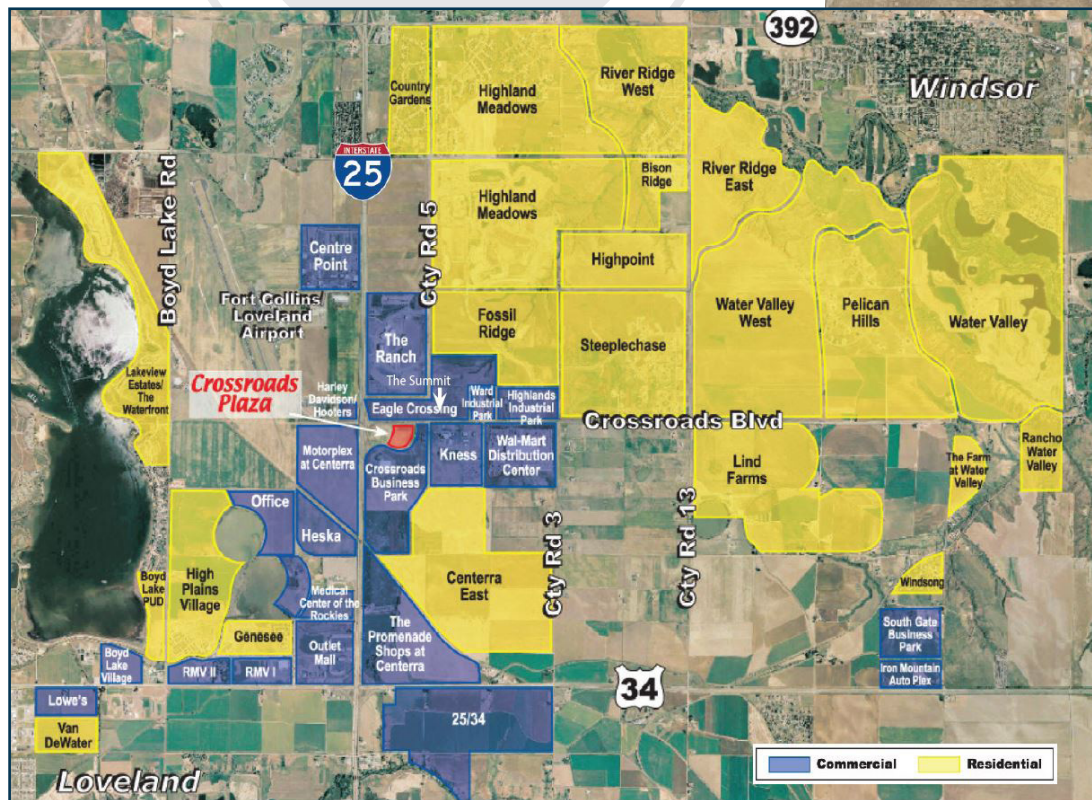 392
Windsor
Country
Gardens
Highland
Meadows
River Ridge
West
INTERSTATE
25
Boyd Lake Rd
Cty Rd 5
Bison
Ridge
River Ridge
East
Highland
Meadows
Centre
Point
Highpoint
Fort Collins/
Loveland
Airport
The
Ranch
Fossil
Ridge
Steeplechase
Water Valley
West
Pelican
Hills
Water Valley
Lakeview
Estates/
The
Waterfront
Crossroads
Plaza
Harley
Davidson/
Hooters
The Summit
Eagle Crossing
Ward
Industrial
Park
Highlands
Industrial
Park
Crossroads Blvd
Motorplex
at Centerra
Crossroads
Business
Park
Kness
Wal-Mart
Distribution
Center
Lind
Farms
The Farm
at Water
Valley
Rancho
Water
Valley
Office
Heska
Cty Rd 3
Cty Rd 13
Boyd
Lake
PUD
High
Plains
Village
Medical
Center of the
Rockies
Centerra
East
Windsong
Genesee
Outlet
Mall
The
Promenade
Shops at
Centerra
South Gate
Business
Park
Boyd
Lake
Village
RMV II
RMV I
Iron Mountain
Auto Plex
34
Lowe's
Van
DeWater
25/34
Loveland
Commercial
Residential